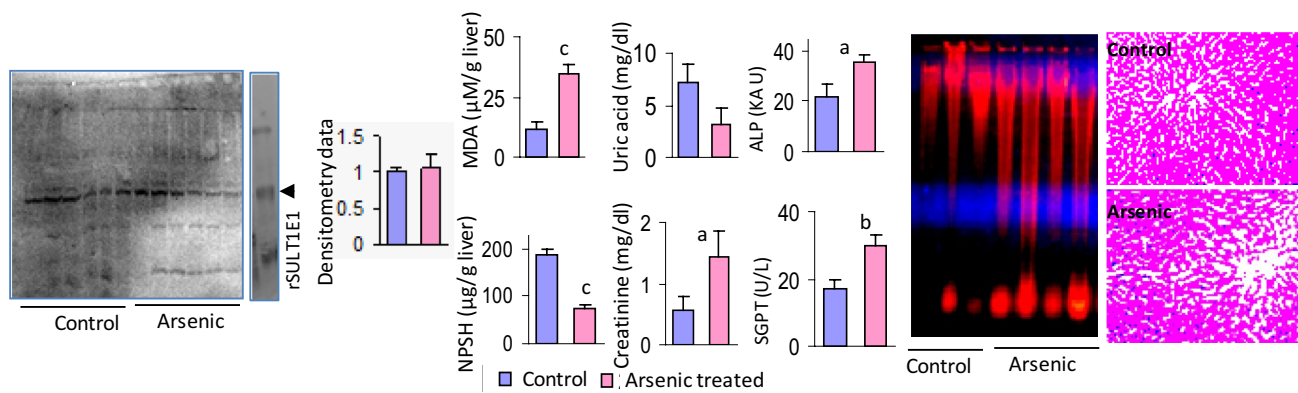 Control
Arsenic
rSULT1E1
Densitometry data
1.5
1
0.5
0
MDA (µM/g liver)
50
25
0
c
Uric acid (mg/dl)
10
5
0
ALP (KA U)
40
20
0
a
NPSH (µg/g liver)
200
100
0
c
Creatinine (mg/dl)
2
1
0
a
SGPT (U/L)
40
20
0
b
Control
Arsenic treated
Control
Arsenic
Control
Arsenic